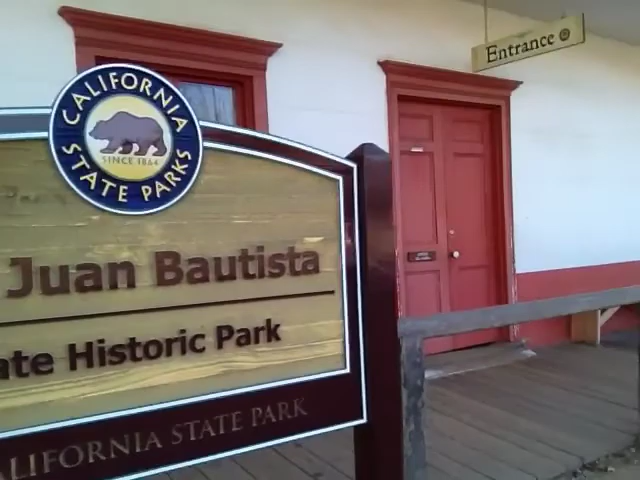 CALIFORNIA
SINCE 1864
STATE PARKS
Entrance
Juan Bautista
ate Historic Park
ALIFORNIA STATE PARK